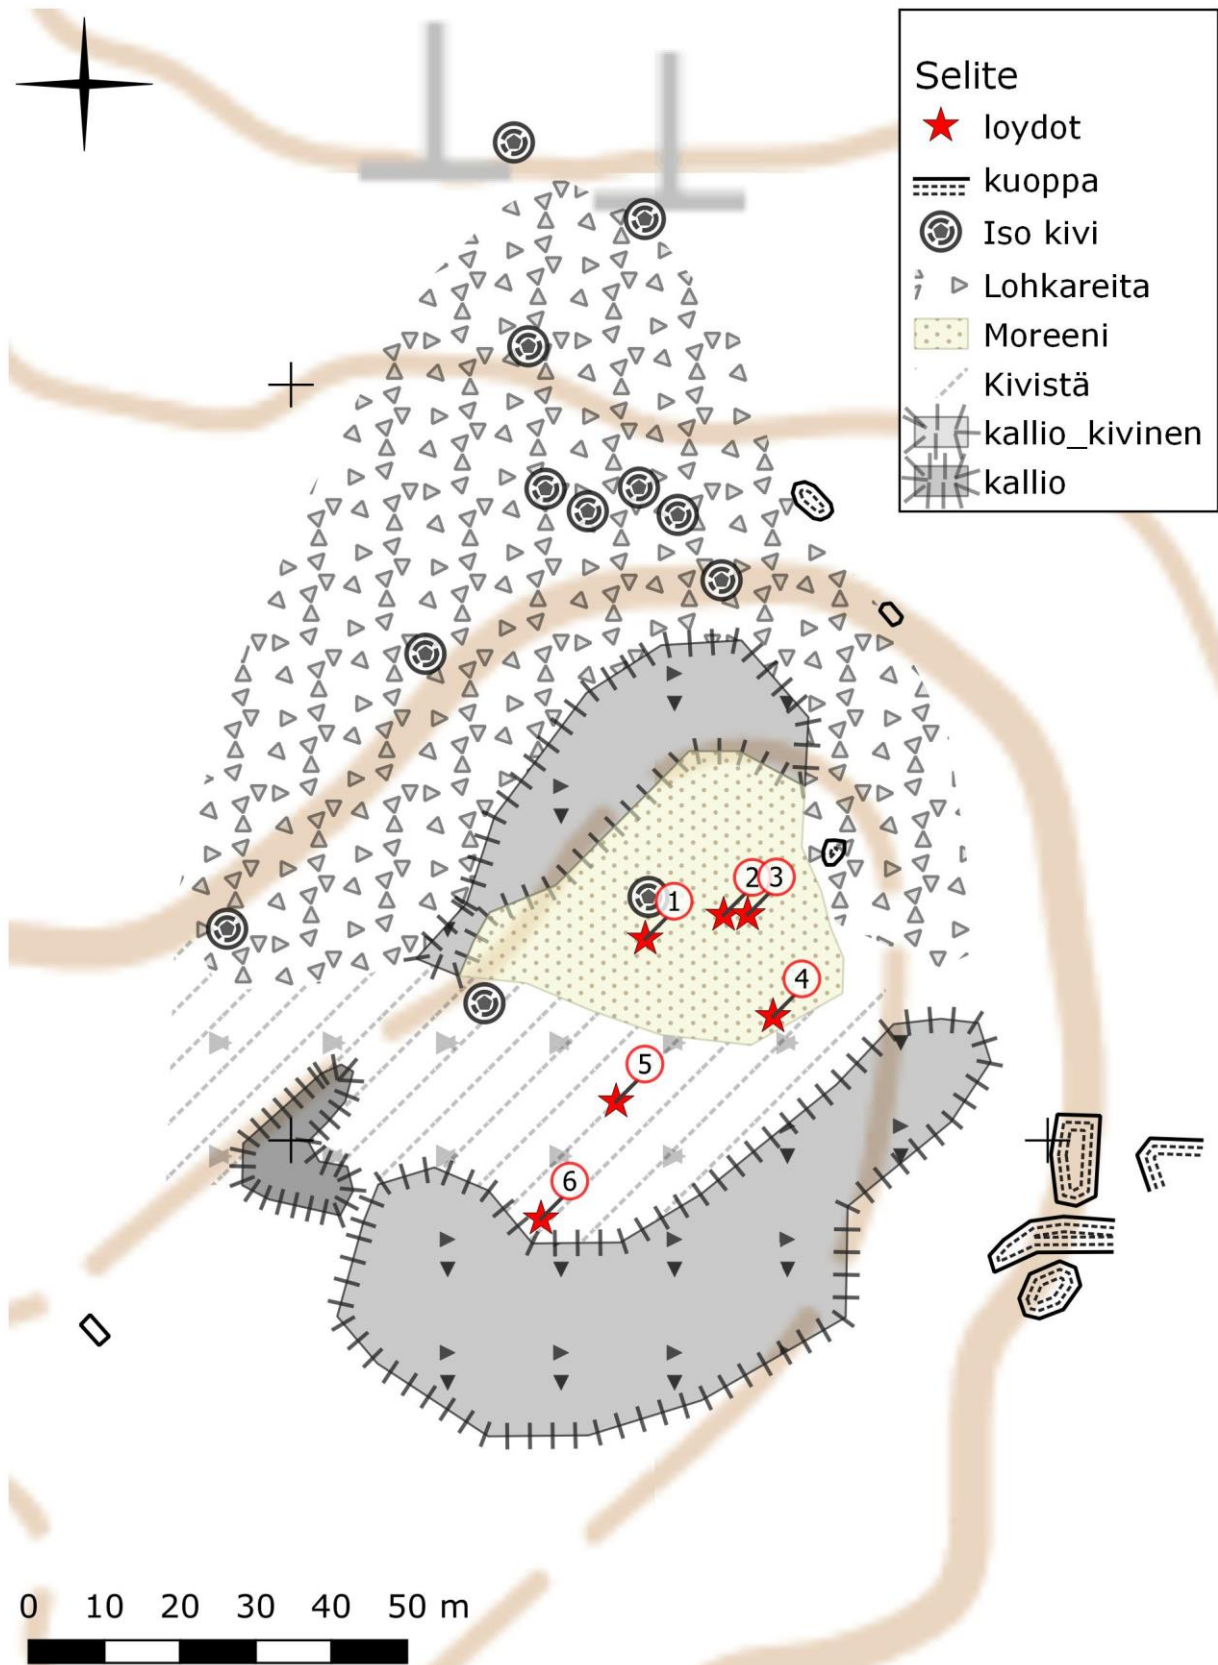 Selite
loydot
kuoppa
Iso kivi
Lohkareita
Moreeni
Kivistä
kallio_kivinen
kallio
2 3
1
4
5
6
0 10 20 30 40 50 m